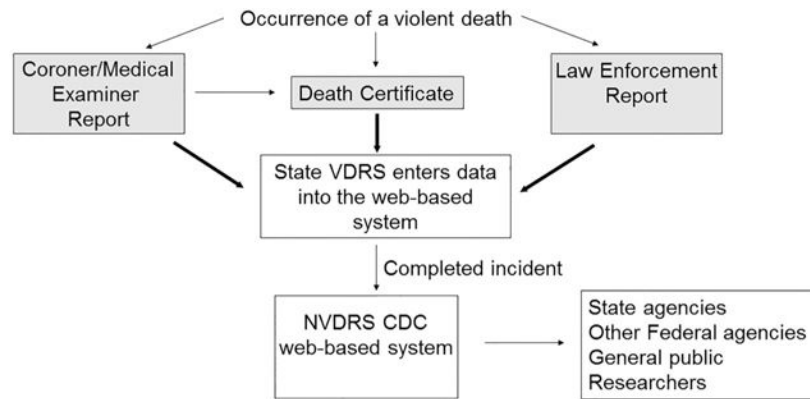 Occurrence of a violent death
Coroner/Medical
Examiner
Report
Death Certificate
Law Enforcement
Report
State VDRS enters data
into the web-based
system
Completed incident
NVDRS CDC
web-based system
State agencies
Other Federal agencies
General public
Researchers